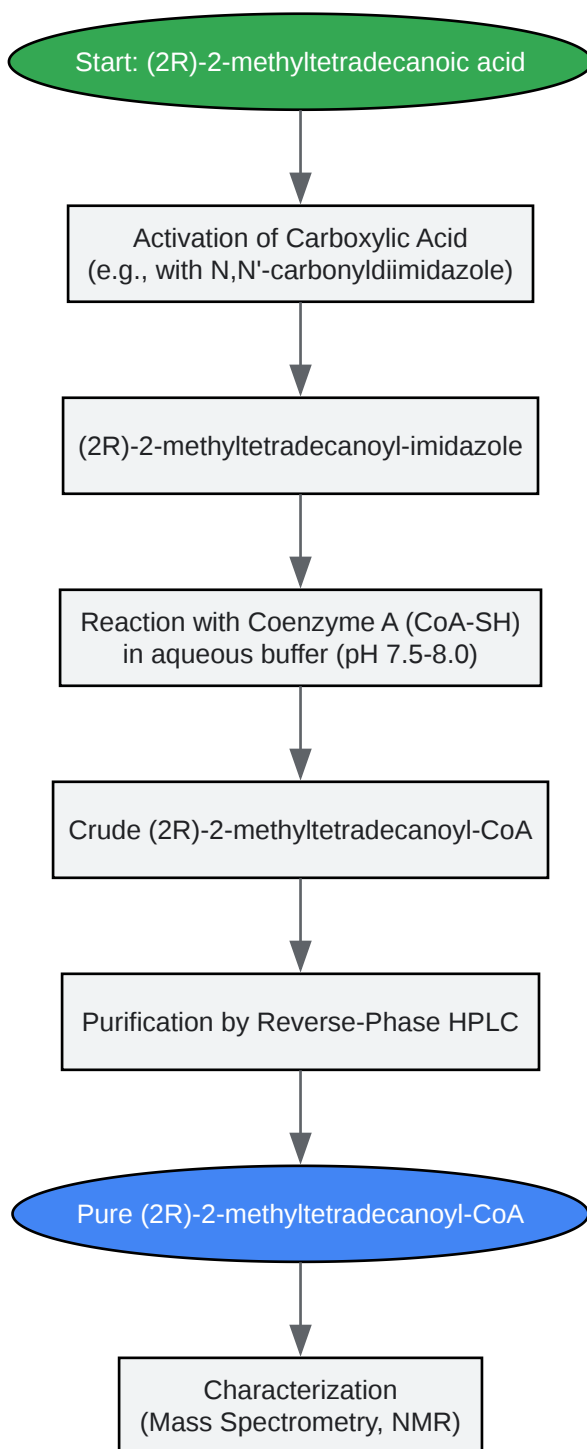 Start: (2R)-2-methyltetradecanoic acid
Activation of Carboxylic Acid
(e.g., with N,N'-carbonyldiimidazole)
(2R)-2-methyltetradecanoyl-imidazole
Reaction with Coenzyme A (CoA-SH)
in aqueous buffer (pH 7.5-8.0)
Crude (2R)-2-methyltetradecanoyl-CoA
Purification by Reverse-Phase HPLC
Pure (2R)-2-methyltetradecanoyl-CoA
Characterization
(Mass Spectrometry, NMR)